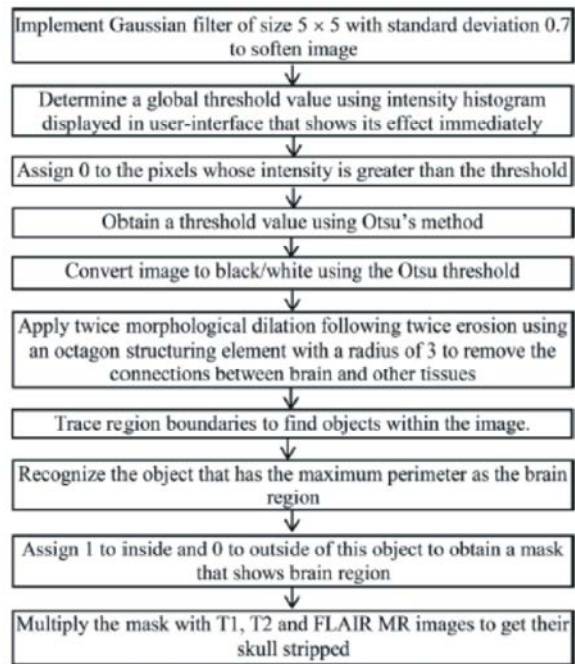 Implement Gaussian filter of size 5 × 5 with standard deviation 0.7
to soften image
Determine a global threshold value using intensity histogram
displayed in user-interface that shows its effect immediately
Assign 0 to the pixels whose intensity is greater than the threshold
Obtain a threshold value using Otsu's method
Convert image to black/white using the Otsu threshold
Apply twice morphological dilation following twice erosion using
an octagon structuring element with a radius of 3 to remove the
connections between brain and other tissues
Trace region boundaries to find objects within the image.
Recognize the object that has the maximum perimeter as the brain
region
Assign 1 to inside and 0 to outside of this object to obtain a mask
that shows brain region
Multiply the mask with T1, T2 and FLAIR MR images to get their
skull stripped